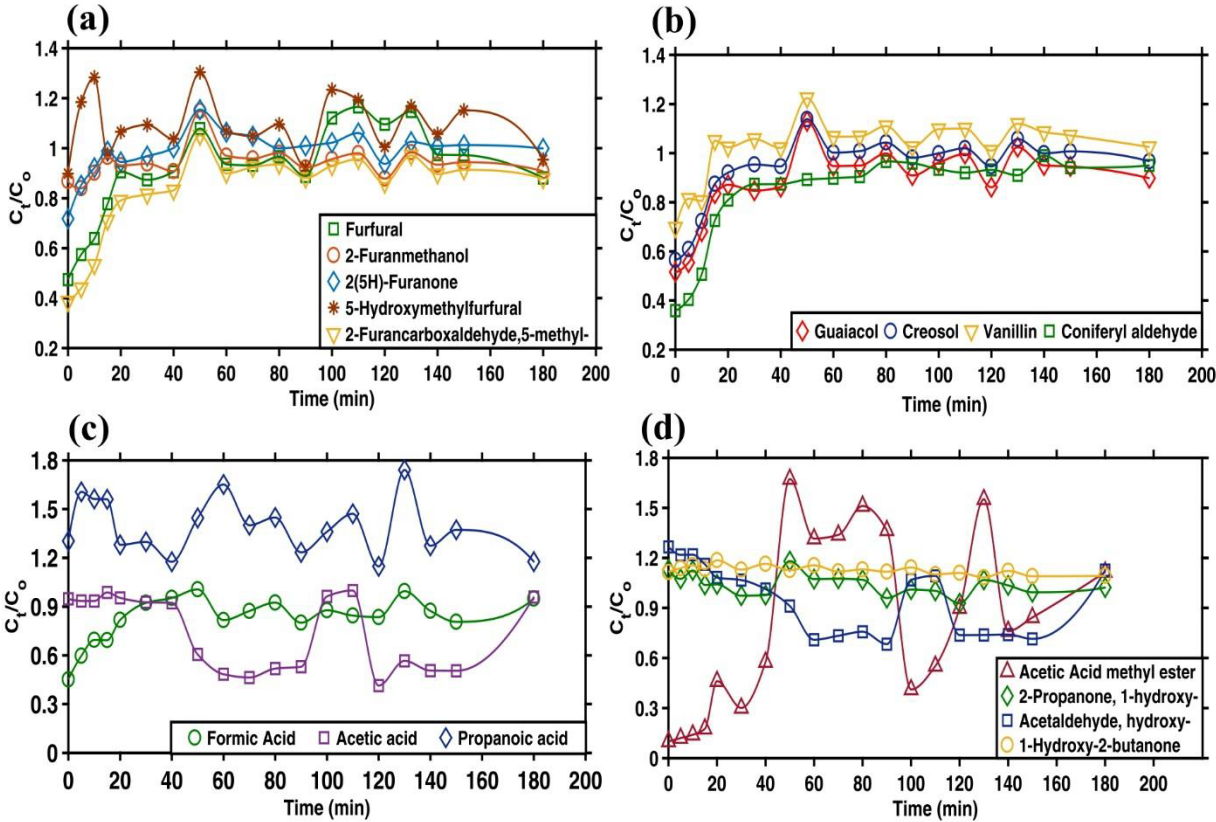 (a)
1.4
1.2
1
0.8
0.6
0.4
0.2
Ct/Co
Furfural
2-Furanmethanol
2(5H)-Furanone
5-Hydroxymethylfurfural
2-Furancarboxaldehyde,5-methyl-
0 20 40 60 80 100 120 140 160 180 200
Time (min)
(b)
1.4
1.2
1.0
0.8
0.6
0.4
0.2
Ct/Co
Guaiacol Creosol Vanillin Coniferyl aldehyde
0 20 40 60 80 100 120 140 160 180 200
Time (min)
(c)
1.8
1.5
1.2
0.9
0.6
0.3
0
Ct/Co
Formic Acid Acetic acid Propanoic acid
0 20 40 60 80 100 120 140 160 180 200
Time (min)
(d)
1.8
1.5
1.2
0.9
0.6
0.3
0
Ct/Co
Acetic Acid methyl ester
2-Propanone, 1-hydroxy-
Acetaldehyde, hydroxy-
1-Hydroxy-2-butanone
0 20 40 60 80 100 120 140 160 180 200
Time (min)